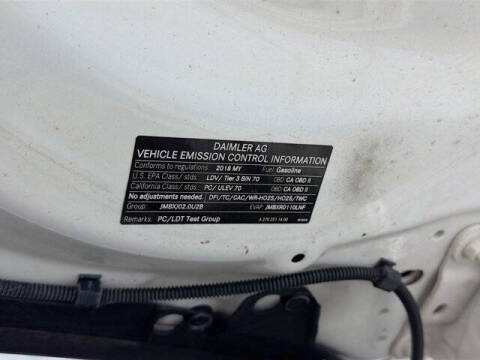 DAIMLER AG
VEHICLE EMISSION CONTROL INFORMATION
Conforms to regulations: 2018 MY Fuel: Gasoline
U.S. EPA Class/ stds: LDV/ Tier 3 BIN 70 OBD: CA OBD II
California Class/ stds: PC/ ULEV 70 OBD: CA OBD II
No adjustments needed. DFI/TC/CAC/WR-HO2S/HO2S/TWC
Group: JMBXV02.0U2B EVAP: JMBXR0110LNF
Remarks: PC/LDT Test Group